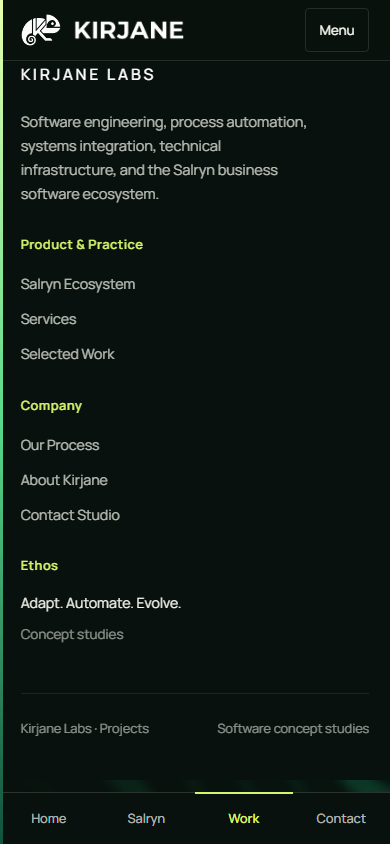 KIRJANE
Menu
KIRJANE LABS
Software engineering, process automation,
systems integration, technical
infrastructure, and the Salryn business
software ecosystem.
Product & Practice
Salryn Ecosystem
Services
Selected Work
Company
Our Process
About Kirjane
Contact Studio
Ethos
Adapt. Automate. Evolve.
Concept studies
Kirjane Labs · Projects
Software concept studies
Home
Salryn
Work
Contact